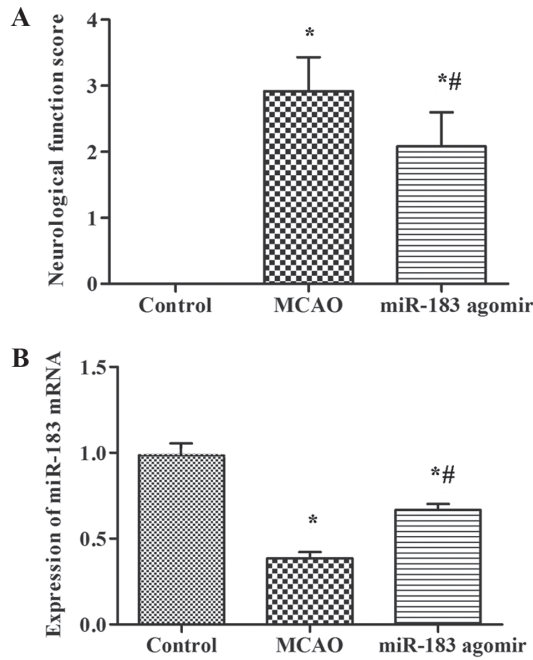 A
Neurological function score
4
3
2
1
0
*
*#
Control MCAO miR-183 agomir
B
Expression of miR-183 mRNA
1.5
1.0
0.5
0.0
*
*#
Control MCAO miR-183 agomir